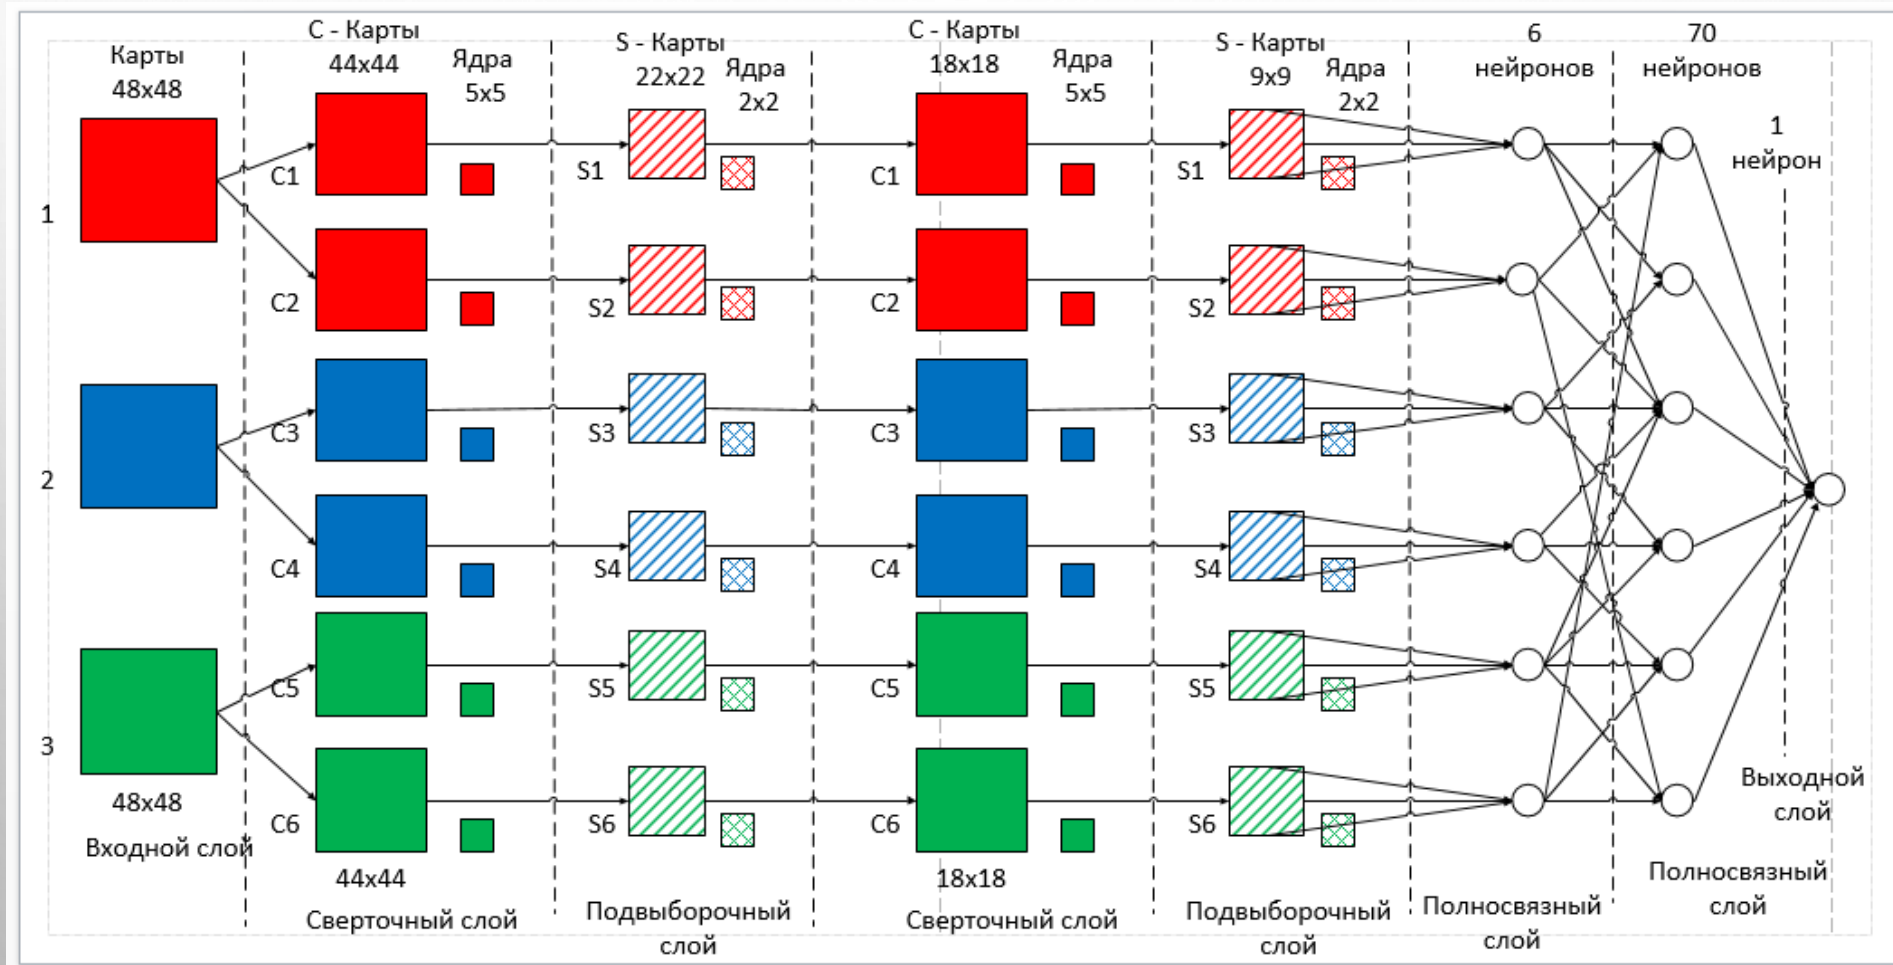 Карты
48x48
С - Карты
44x44
Ядра
5x5
S - Карты
22x22
Ядра
2x2
С - Карты
18x18
Ядра
5x5
S - Карты
9x9
Ядра
2x2
6
нейронов
70
нейронов
1
нейрон
1
C1
S1
C1
S1
C2
S2
C2
S2
2
C3
S3
C3
S3
C4
S4
C4
S4
3
C5
S5
C5
S5
C6
S6
C6
S6
48x48
Входной слой
44x44
Сверточный слой
Подвыборочный
слой
18x18
Сверточный слой
Подвыборочный
слой
Полносвязный
слой
Полносвязный
слой
Выходной
слой